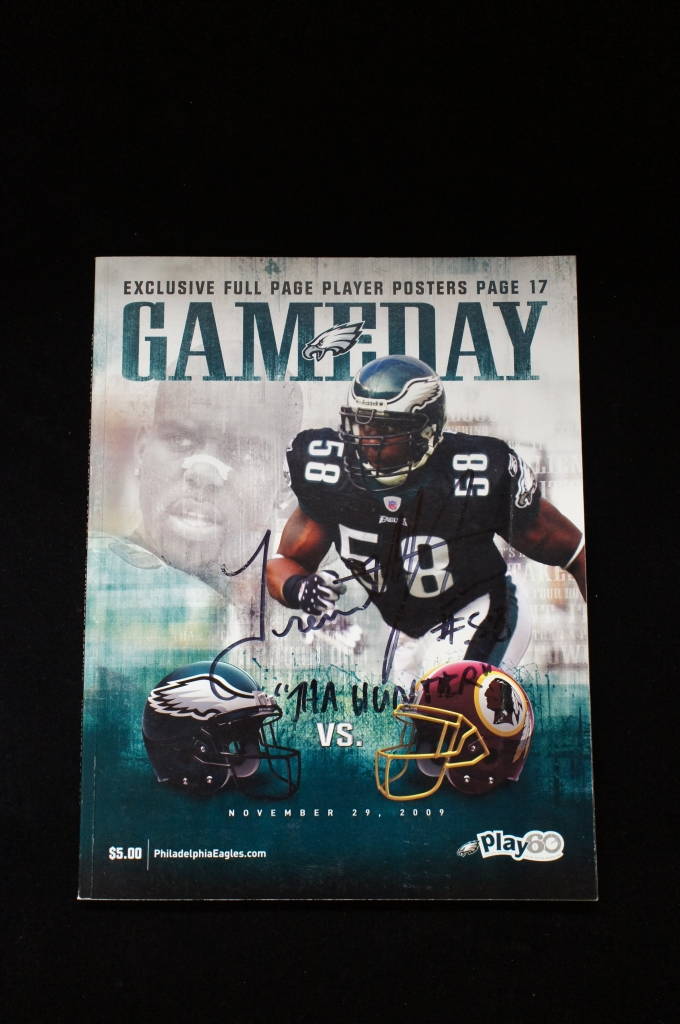 EXCLUSIVE FULL PAGE PLAYER POSTERS PAGE 17
GAMEDAY
58
58
EAGLES
58
#58
"THA HUNTER"
VS.
NOVEMBER 29, 2009
$5.00 PhiladelphiaEagles.com
play60